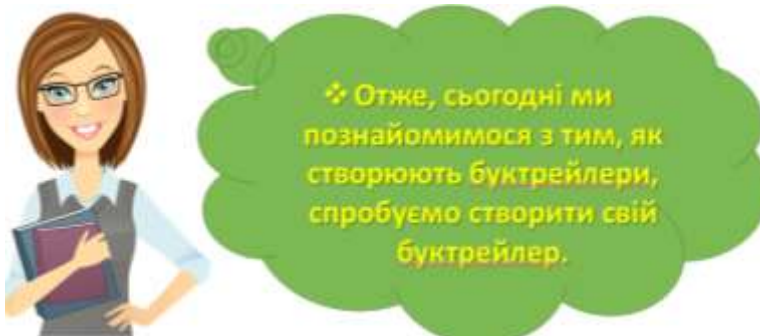 ❖ Отже, сьогодні ми
познайомимося з тим, як
створюють буктрейлери,
спробуємо створити свій
буктрейлер.